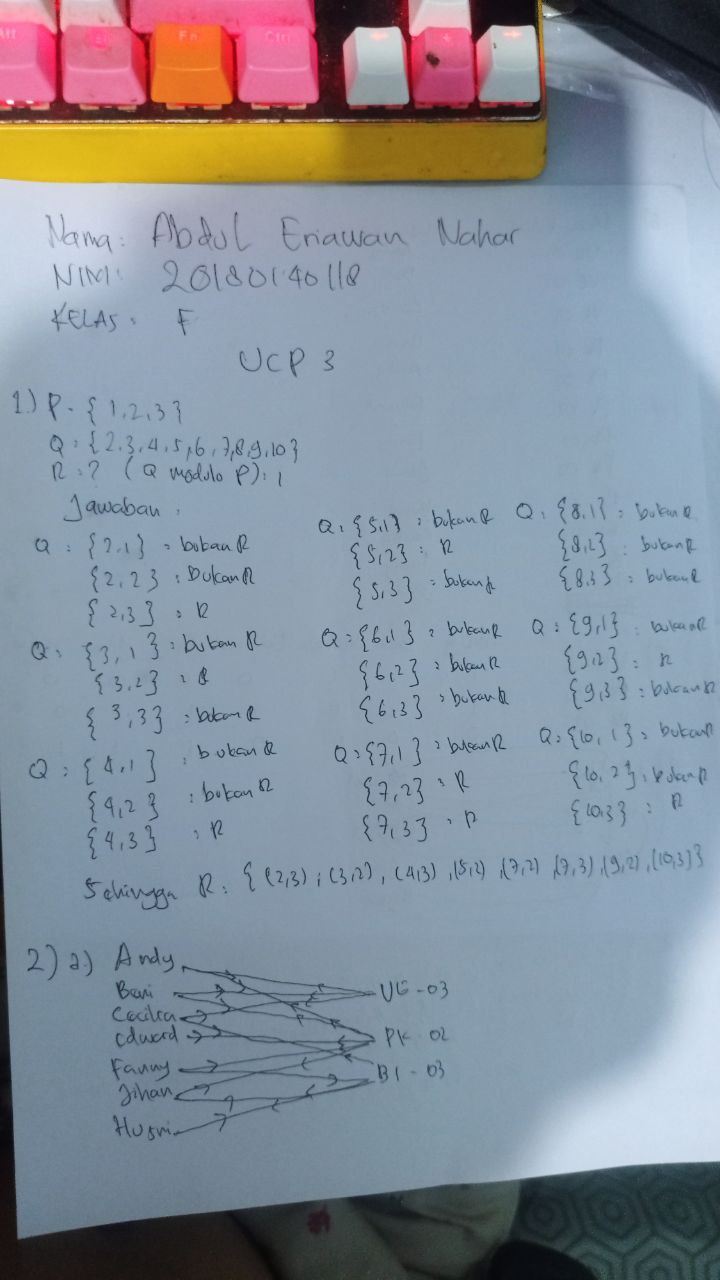 Alt
Fn
Ctrl
Nama: Abdul Eriawan Nahar
NIM: 20180140118
KELAS: F
UCP 3
1.) P = {1,2,3}
Q = {2,3,4,5,6,7,8,9,10}
R = ? (Q modulo P) = 1
Jawaban :
Q : {2,1} : bukan R
{2,2} : Bukan R
{2,3} : R
Q : {3,1} : bukan R
{3,2} : R
{3,3} : bukan R
Q : {4,1} : bukan R
{4,2} : bukan R
{4,3} : R
Q : {5,1} : bukan R
{5,2} : R
{5,3} : bukan R
Q : {6,1} : bukan R
{6,2} : bukan R
{6,3} : bukan R
Q : {7,1} : bukan R
{7,2} : R
{7,3} : R
Q : {8,1} : bukan R
{8,2} : bukan R
{8,3} : bukan R
Q : {9,1} : bukan R
{9,2} : R
{9,3} : bukan R
Q : {10,1} : bukan R
{10,2} : bukan R
{10,3} : R
Sehingga R : {(2,3), (3,2), (4,3), (5,2), (7,2), (7,3), (9,2), (10,3)}
2) a.) Andy
Beni
Cecilia
Edward
Fanny
Jihan
Husni
UG - 03
PK - 02
BI - 03